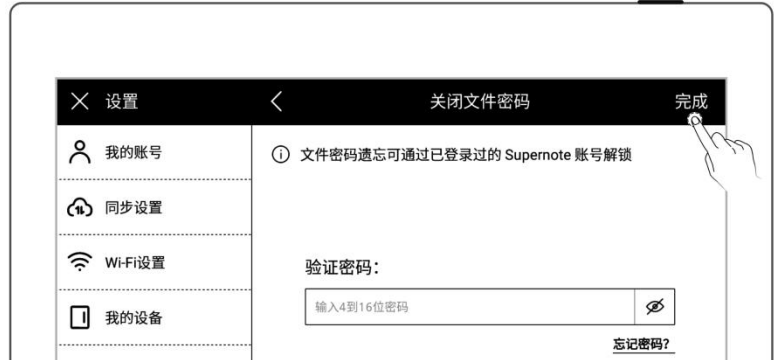 设置
关闭文件密码
完成
我的账号
文件密码遗忘可通过已登录过的 Supernote 账号解锁
同步设置
Wi-Fi设置
验证密码：
输入4到16位密码
我的设备
忘记密码？